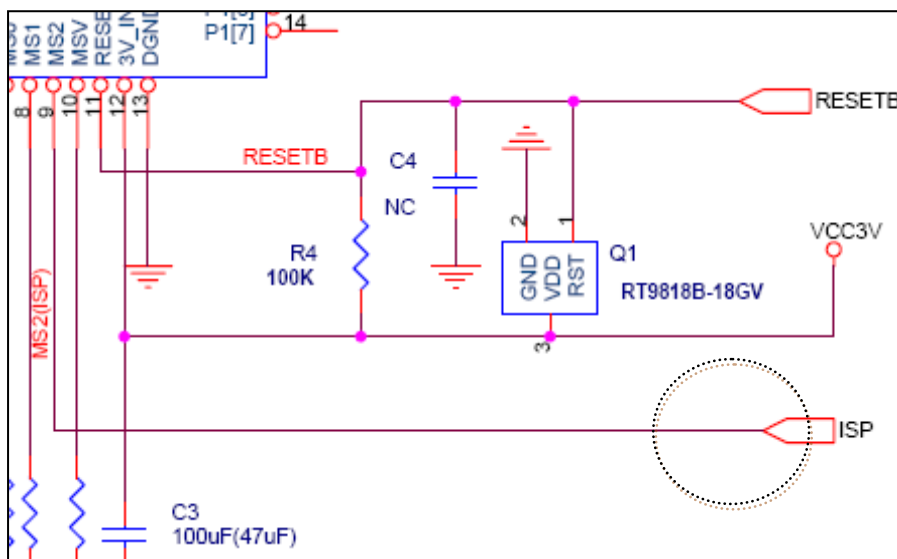 P1[7]
14
MS1
MS2
MSV
3V_IN
DGND
8
9
10
11
12
13
RESETB
RESETB
C4
NC
2
1
GND
VDD
RST
Q1
RT9818B-18GV
3
VCC3V
R4
100K
MS2(ISP)
ISP
C3
100uF(47uF)